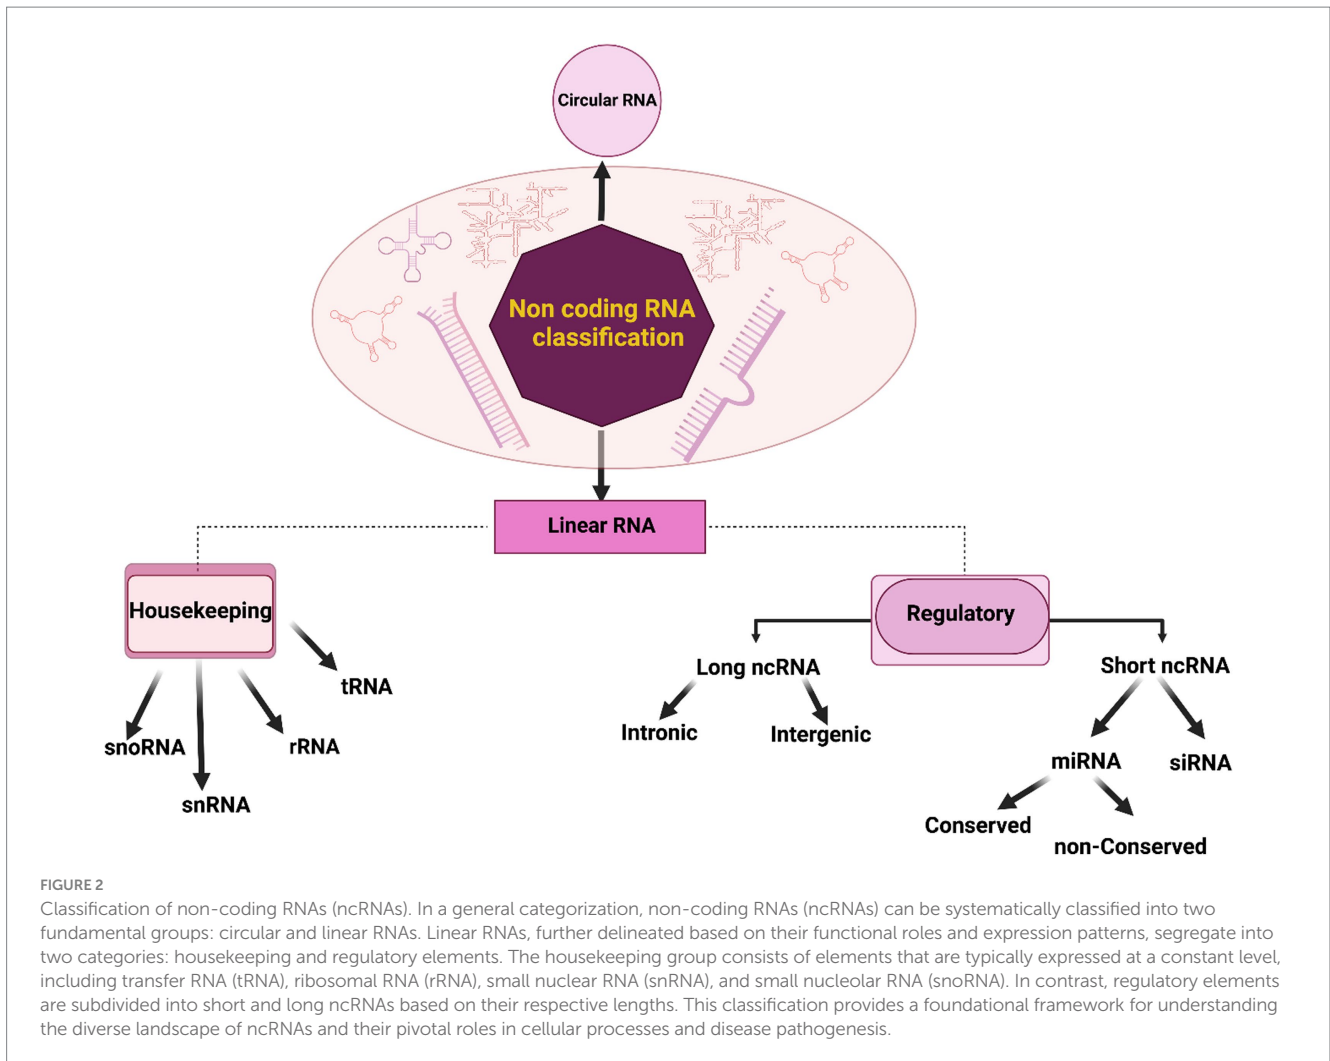 Circular RNA
Non coding RNA
classification
Linear RNA
Housekeeping
Regulatory
tRNA
snoRNA
rRNA
snRNA
Long ncRNA
Short ncRNA
Intronic
Intergenic
miRNA
siRNA
Conserved
non-Conserved
FIGURE 2
Classification of non-coding RNAs (ncRNAs). In a general categorization, non-coding RNAs (ncRNAs) can be systematically classified into two
fundamental groups: circular and linear RNAs. Linear RNAs, further delineated based on their functional roles and expression patterns, segregate into
two categories: housekeeping and regulatory elements. The housekeeping group consists of elements that are typically expressed at a constant level,
including transfer RNA (tRNA), ribosomal RNA (rRNA), small nuclear RNA (snRNA), and small nucleolar RNA (snoRNA). In contrast, regulatory elements
are subdivided into short and long ncRNAs based on their respective lengths. This classification provides a foundational framework for understanding
the diverse landscape of ncRNAs and their pivotal roles in cellular processes and disease pathogenesis.